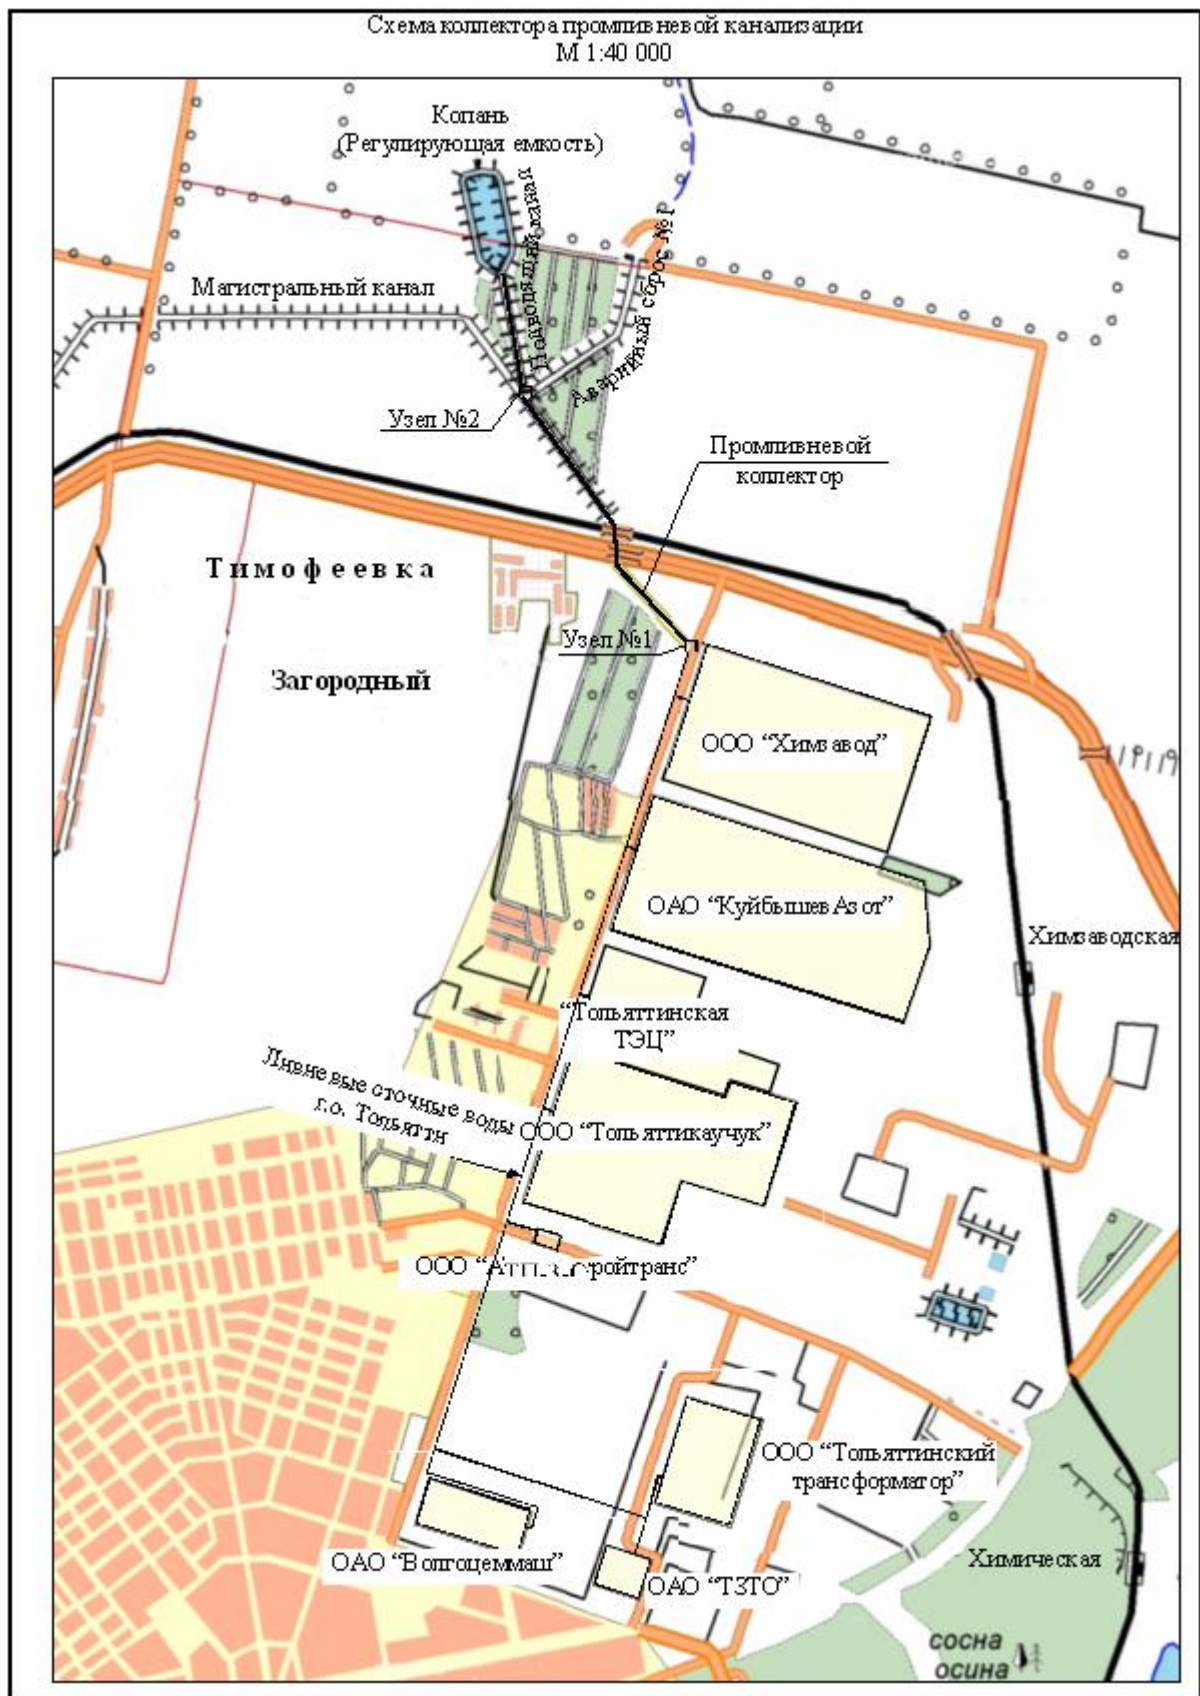 Схема коллектора промливневой канализации
М 1:40 000
Копань
(Регулирующая емкость)
Подводящий канал
Аварийный сброс №1
Магистральный канал
Узел №2
Промливневой
коллектор
Тимофеевка
Узел №1
Загородный
ООО “Химзавод”
ОАО “КуйбышевАзот”
Химзаводская
“Тольяттинская
ТЭЦ”
Ливневые сточные воды
г.о. Тольятти
ООО “Тольяттикаучук”
ООО
ройтранс”
ООО “Тольяттинский
трансформатор”
ОАО “Волгоцеммаш”
ОАО “ТЗТО”
Химическая
сосна
осина